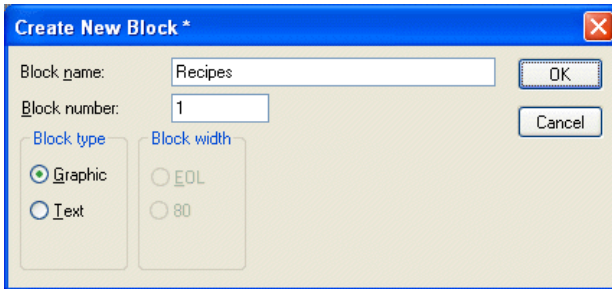 Create New Block *
Block name: Recipes OK
Block number: 1 Cancel
Block type Block width
Graphic EOL
Text 80